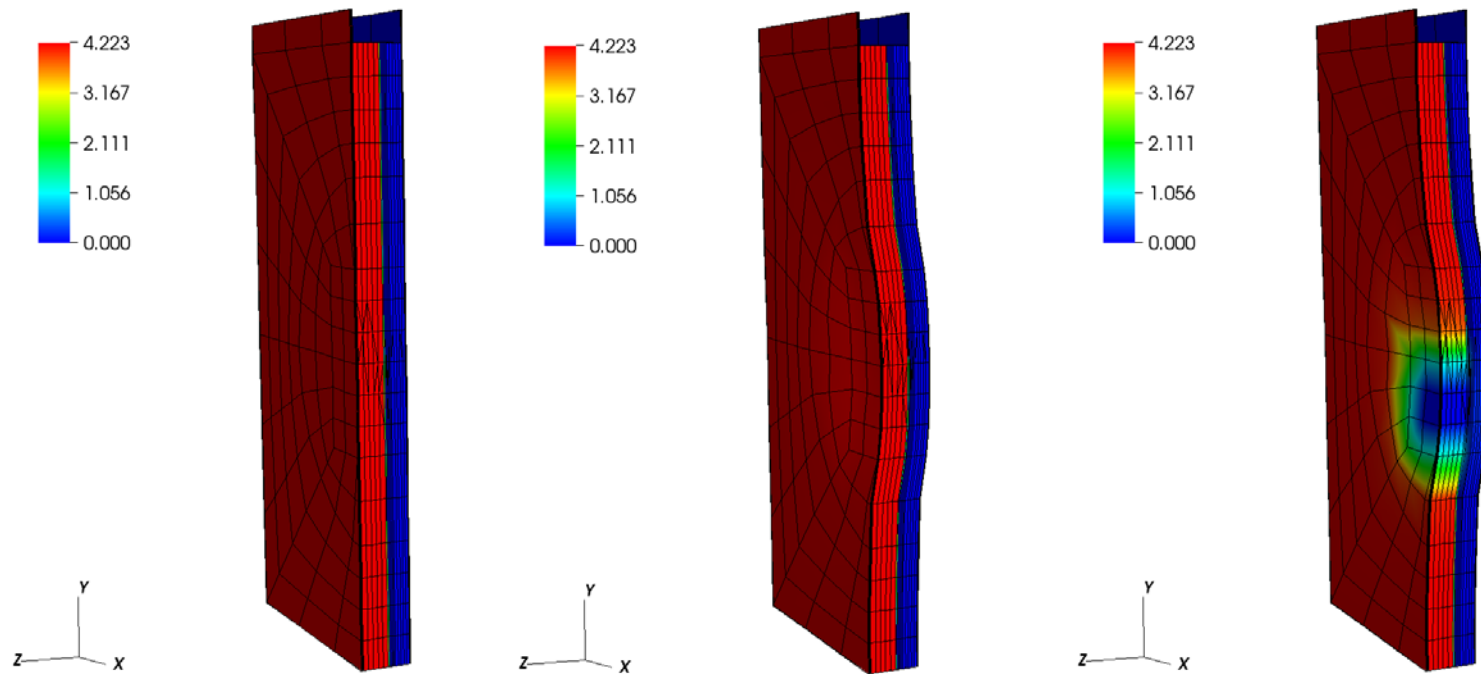 4.223
3.167
2.111
1.056
0.000
Y
Z
X
4.223
3.167
2.111
1.056
0.000
Y
Z
X
4.223
3.167
2.111
1.056
0.000
Y
Z
X